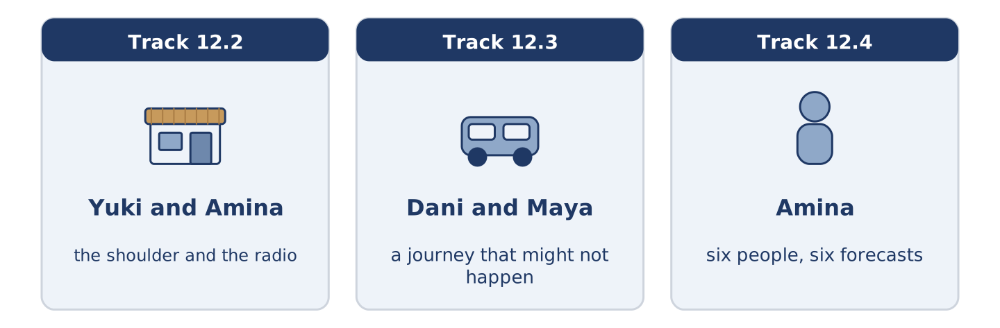 Track 12.2
Yuki and Amina
the shoulder and the radio
Track 12.3
Dani and Maya
a journey that might not
happen
Track 12.4
Amina
six people, six forecasts